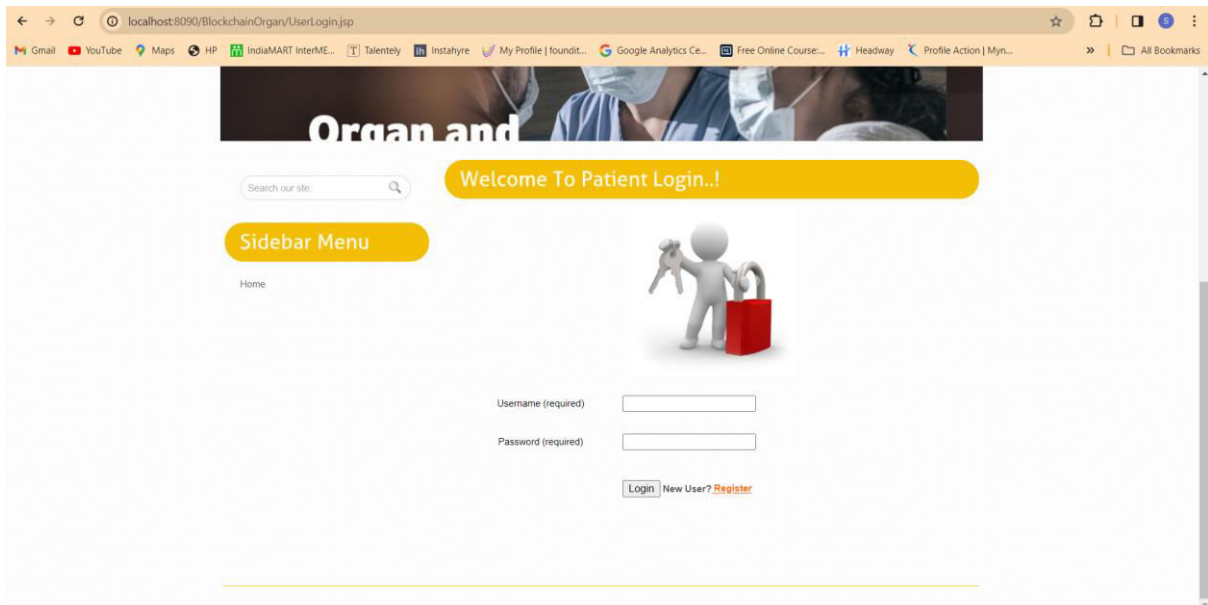 localhost:8090/BlockchainOrgan/UserLogin.jsp
S
Gmail YouTube Maps HP IndiaMART InterME... T Talentely Ih Instahyre My Profile | foundit... Google Analytics Ce... Free Online Course:... Headway Profile Action | Myn... » All Bookmarks
Organ and
Search our site
Welcome To Patient Login..!
Sidebar Menu
Home
Username (required)
Password (required)
Login New User? Register